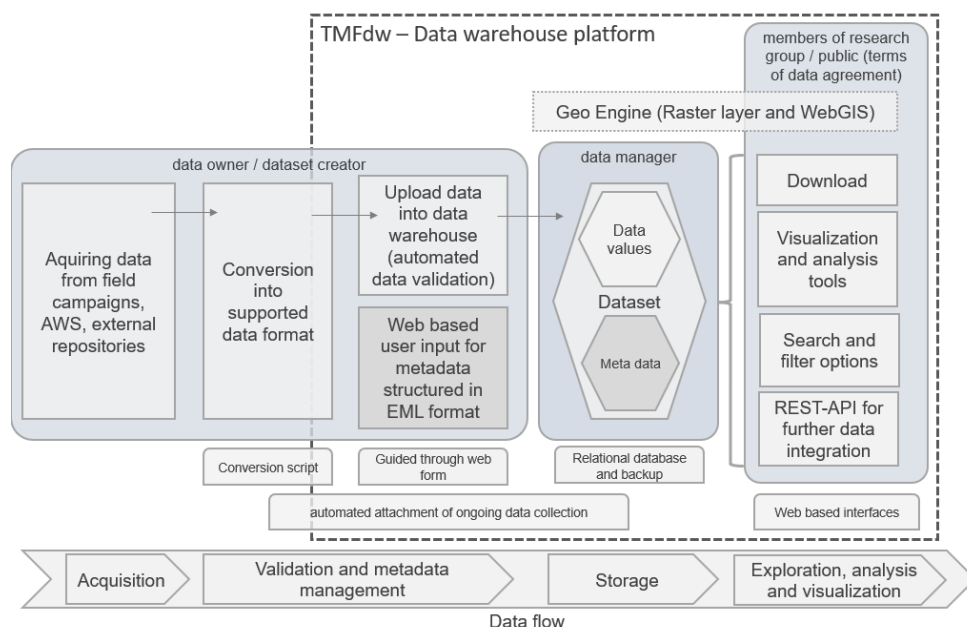 TMFdw – Data warehouse platform
members of research
group / public (terms
of data agreement)
Geo Engine (Raster layer and WebGIS)
data owner / dataset creator
Aquiring data
from field
campaigns,
AWS, external
repositories
Conversion
into
supported
data format
Upload data
into data
warehouse
(automated
data validation)
Web based
user input for
metadata
structured in
EML format
data manager
Data
values
Dataset
Meta data
Download
Visualization
and analysis
tools
Search and
filter options
REST-API for
further data
integration
Conversion script
Guided through web
form
Relational database
and backup
automated attachment of ongoing data collection
Web based interfaces
Acquisition
Validation and metadata
management
Storage
Exploration, analysis
and visualization
Data flow